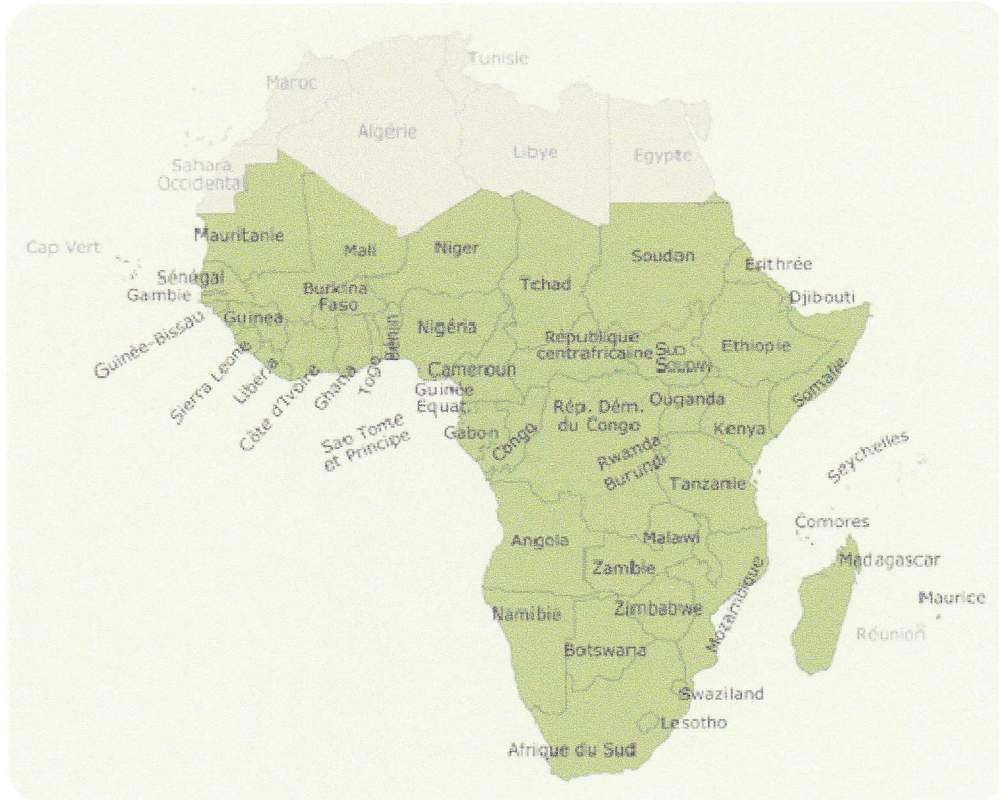 Tunisie
Maroc
Algérie
Libye
Egypte
Sahara
Occidental
Cap Vert
Mauritanie
Mali
Niger
Soudan
Tchad
Erithrée
Sénégal
Gambie
Burkina
Faso
Djibouti
Guinea
Guinée-Bissau
Nigéria
Bénin
République
centrafricaine
Sud
Soudan
Ethiopie
Sierra Leone
Liberia
Côte d'Ivoire
Ghana
Togo
Cameroun
Guinée
Equat.
Somalie
Sao Tome
et Principe
Gabon
Congo
Rép. Dém.
du Congo
Ouganda
Kenya
Rwanda
Burundi
Seychelles
Tanzanie
Comores
Angola
Malawi
Zambie
Madagascar
Maurice
Réunion
Namibie
Zimbabwe
Mozambique
Botswana
Swaziland
Lesotho
Afrique du Sud